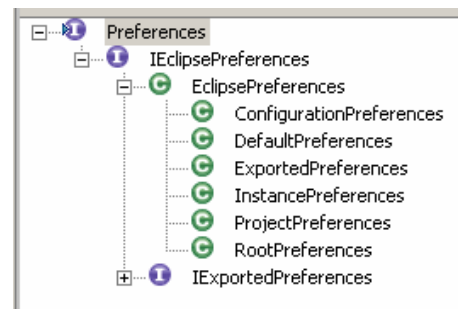 Preferences
IEclipsePreferences
EclipsePreferences
ConfigurationPreferences
DefaultPreferences
ExportedPreferences
InstancePreferences
ProjectPreferences
RootPreferences
IExportedPreferences